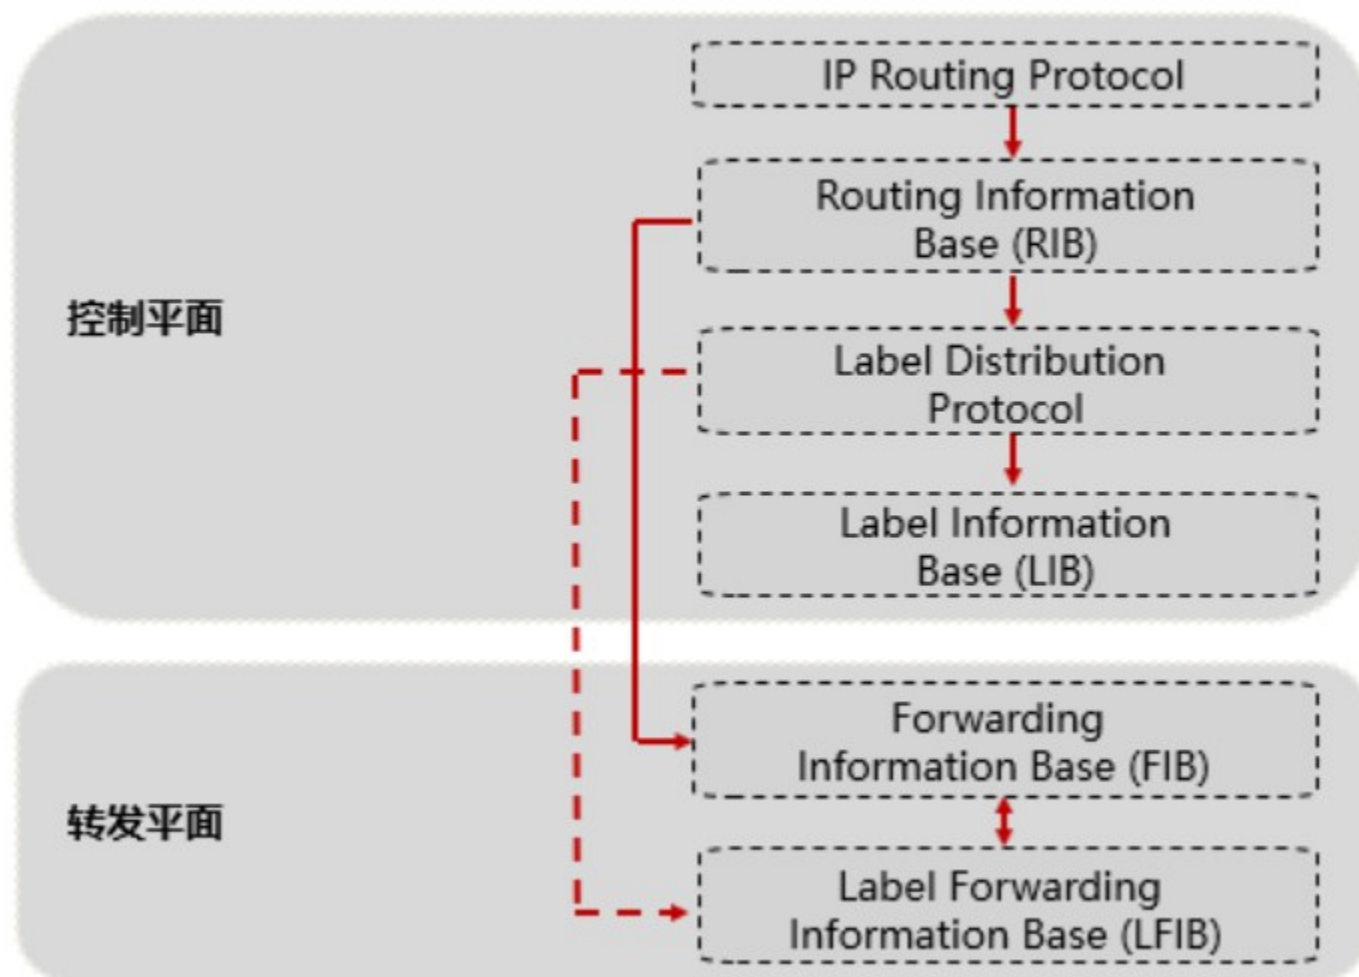 IP Routing Protocol
Routing Information
Base (RIB)
控制平面
Label Distribution
Protocol
Label Information
Base (LIB)
Forwarding
Information Base (FIB)
转发平面
Label Forwarding
Information Base (LFIB)